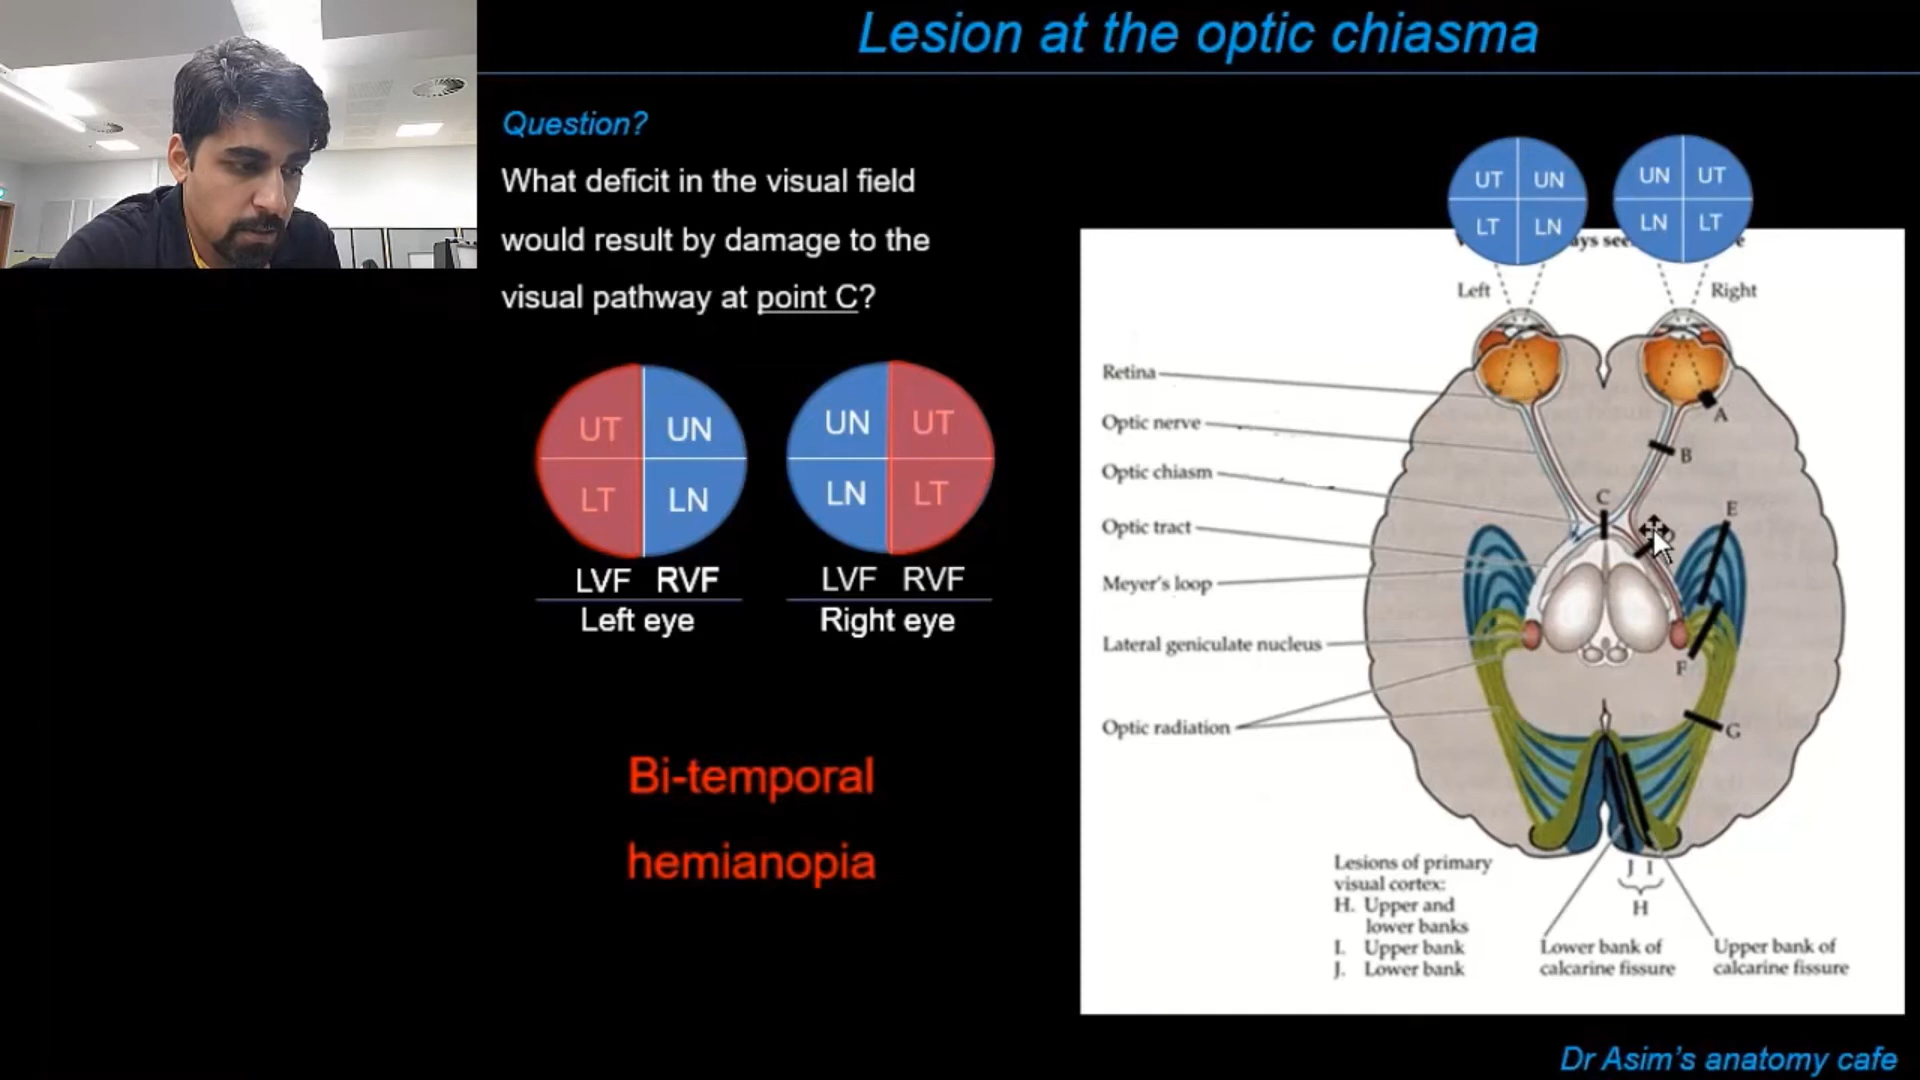 Lesion at the optic chiasma
Question?
What deficit in the visual field
would result by damage to the
visual pathway at point C?
UT UN
LT LN
UN UT
LN LT
LVF RVF
Left eye
LVF RVF
Right eye
Bi-temporal
hemianopia
UT UN
LT LN
UN UT
LN LT
Left
Right
Retina
Optic nerve
Optic chiasm
Optic tract
Meyer's loop
Lateral geniculate nucleus
Optic radiation
A
B
C
E
F
G
J I
H
Lesions of primary
visual cortex:
H. Upper and
lower banks
I. Upper bank
J. Lower bank
Lower bank of
calcarine fissure
Upper bank of
calcarine fissure
Dr Asim's anatomy cafe